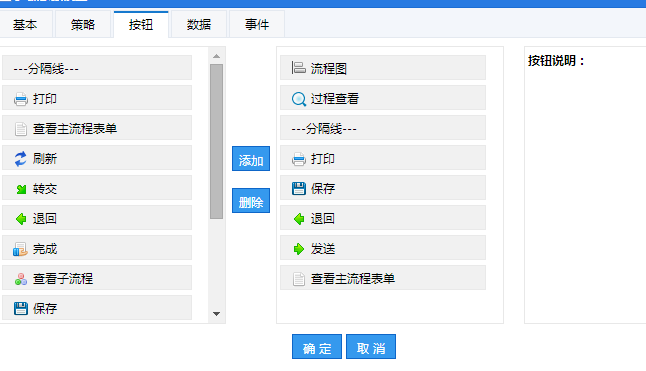 基本 策略 按钮 数据 事件
---分隔线---
打印
查看主流程表单
刷新
转交
退回
完成
查看子流程
保存
添加
删除
流程图
过程查看
---分隔线---
打印
保存
退回
发送
查看主流程表单
按钮说明：
确 定 取 消